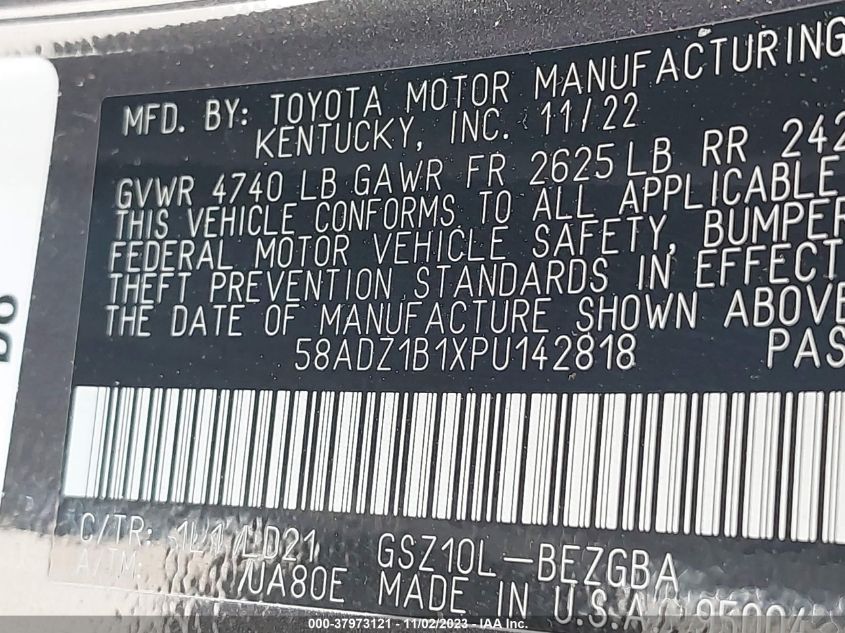 MFD. BY: TOYOTA MOTOR MANUFACTURING
KENTUCKY, INC. 11/22
GVWR 4740 LB GAWR FR 2625 LB RR 242
THIS VEHICLE CONFORMS TO ALL APPLICABLE
FEDERAL MOTOR VEHICLE SAFETY, BUMPER
THEFT PREVENTION STANDARDS IN EFFECT
THE DATE OF MANUFACTURE SHOWN ABOVE
58ADZ1B1XPU142818 PAS
C/TR: LD21 GSZ10L-BEZGBA
A/TM: /UA80E MADE IN U.S.A.
000-37973121 - 11/02/2023 - IAA Inc.